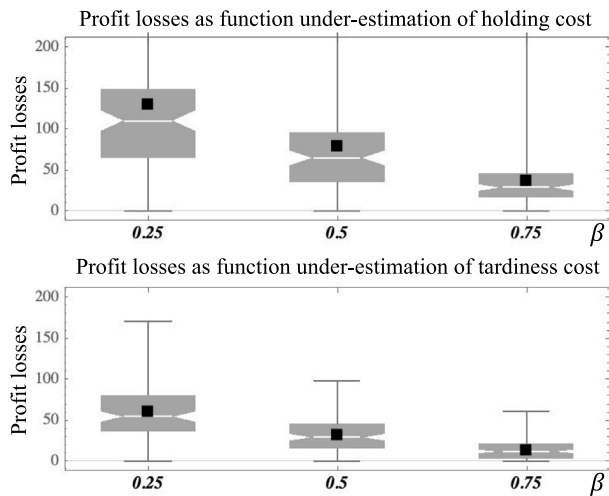 Profit losses as function under-estimation of holding cost
200
150
100
50
0
Profit losses
0.25 0.5 0.75 β
Profit losses as function under-estimation of tardiness cost
200
150
100
50
0
Profit losses
0.25 0.5 0.75 β